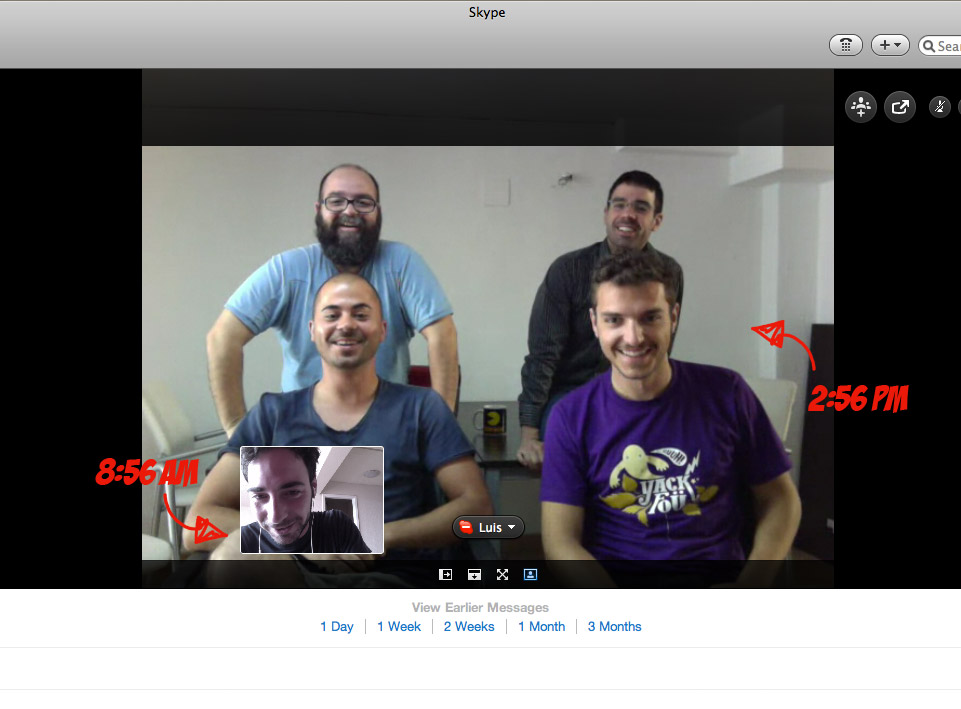 Skype
Sear
2:56 PM
8:56 AM
YACK
FOU
Luis
View Earlier Messages
1 Day
1 Week
2 Weeks
1 Month
3 Months